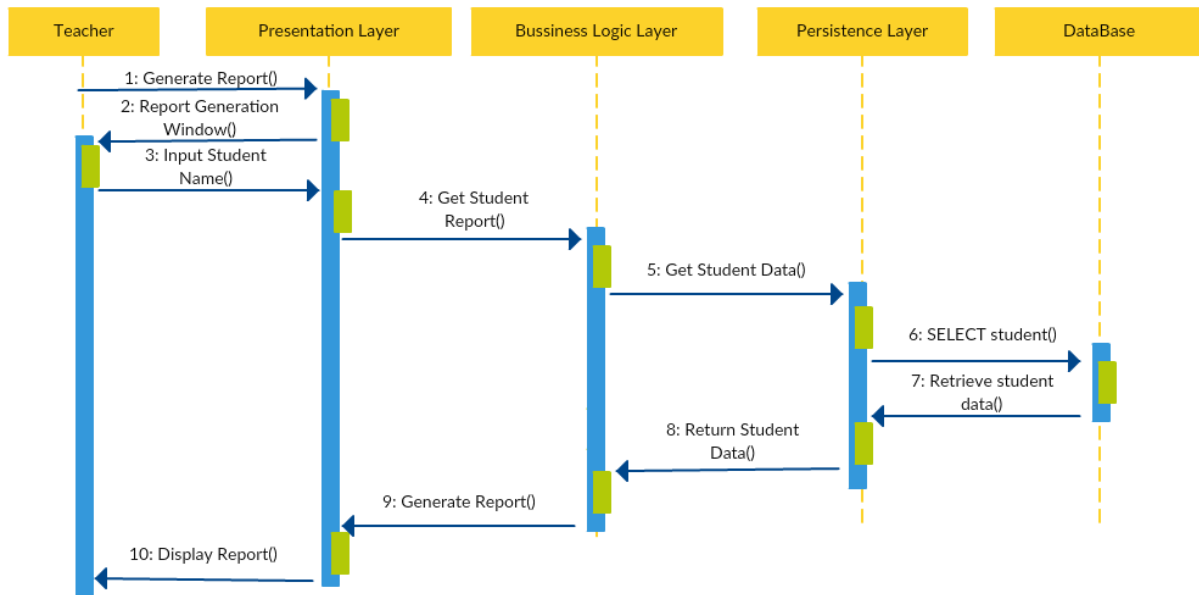 Teacher
Presentation Layer
Bussiness Logic Layer
Persistence Layer
DataBase
1: Generate Report()
2: Report Generation
Window()
3: Input Student
Name()
4: Get Student
Report()
5: Get Student Data()
6: SELECT student()
7: Retrieve student
data()
8: Return Student
Data()
9: Generate Report()
10: Display Report()